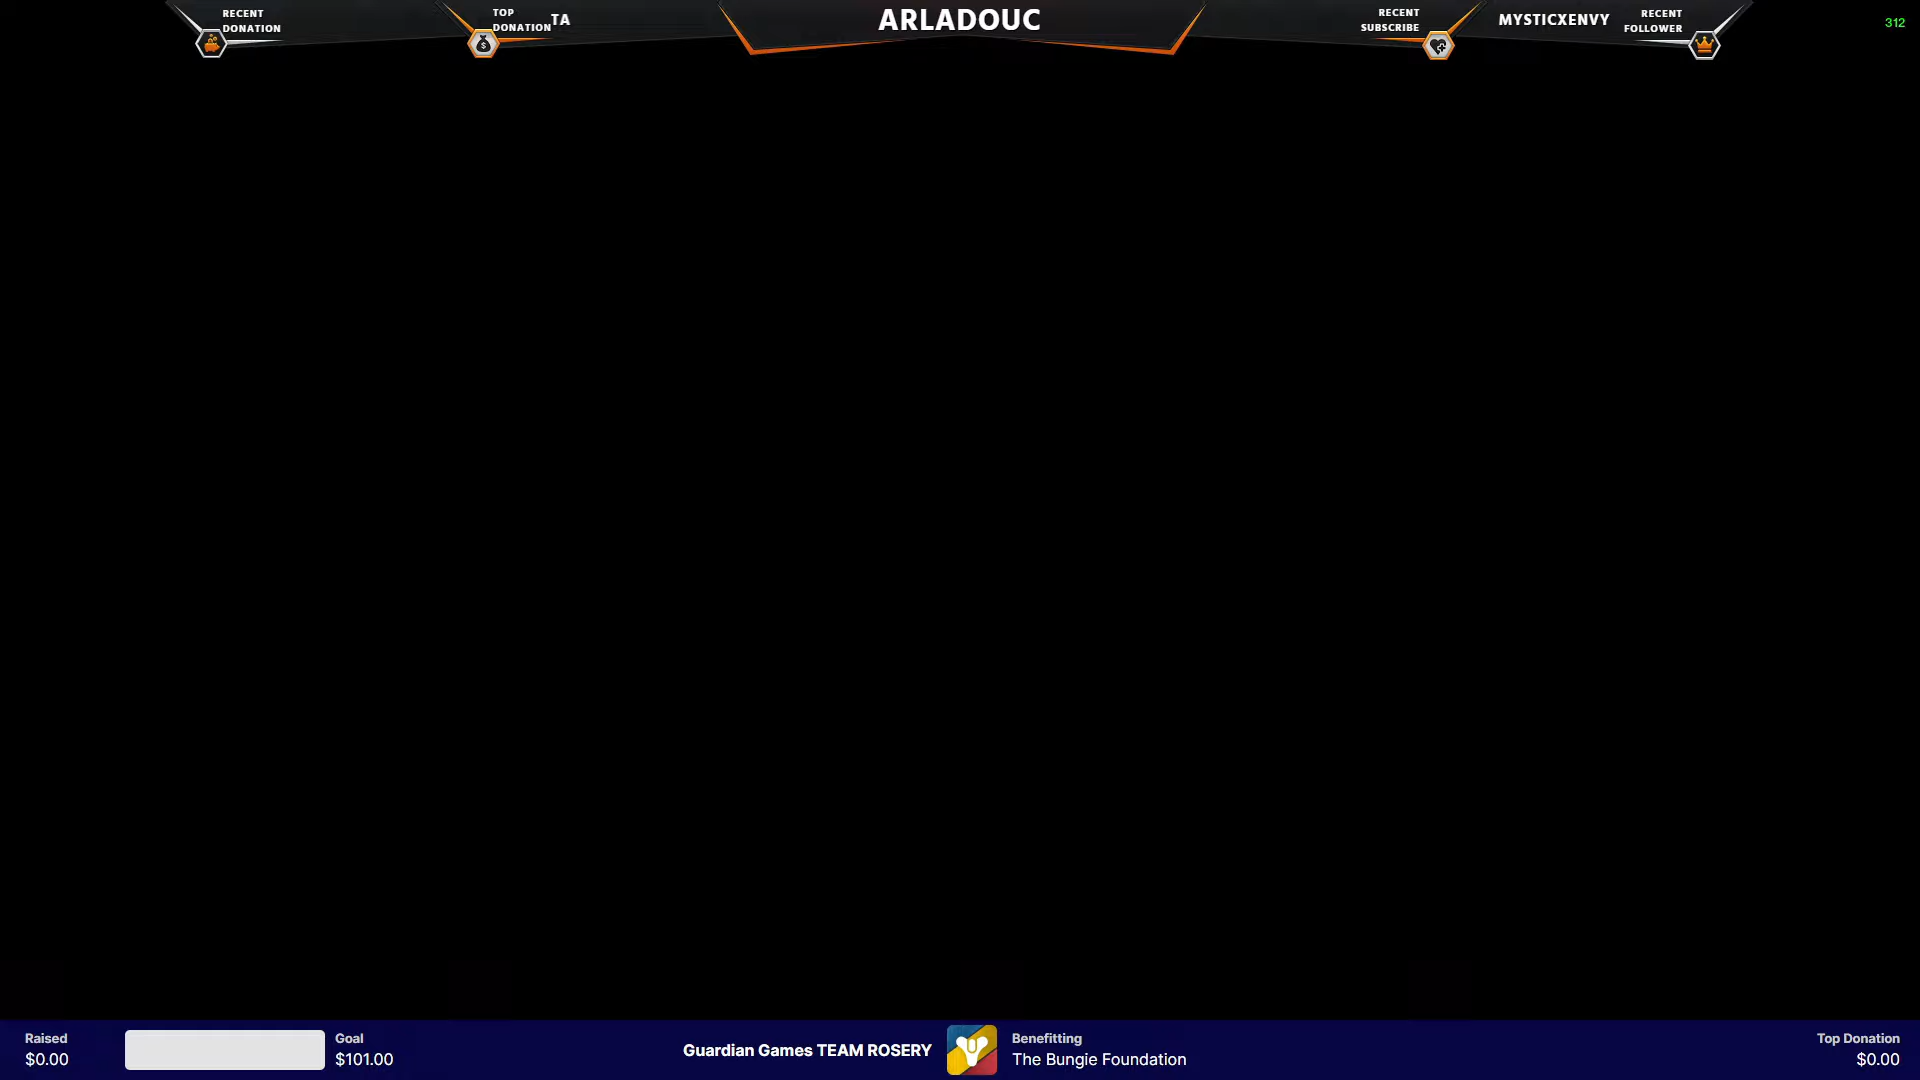 RECENT
DONATION
TOP
DONATION
TA
ARLADOUC
RECENT
SUBSCRIBE
MYSTICXENVY
RECENT
FOLLOWER
312
Raised
$0.00
Goal
$101.00
Guardian Games TEAM ROSERY
Benefitting
The Bungie Foundation
Top Donation
$0.00